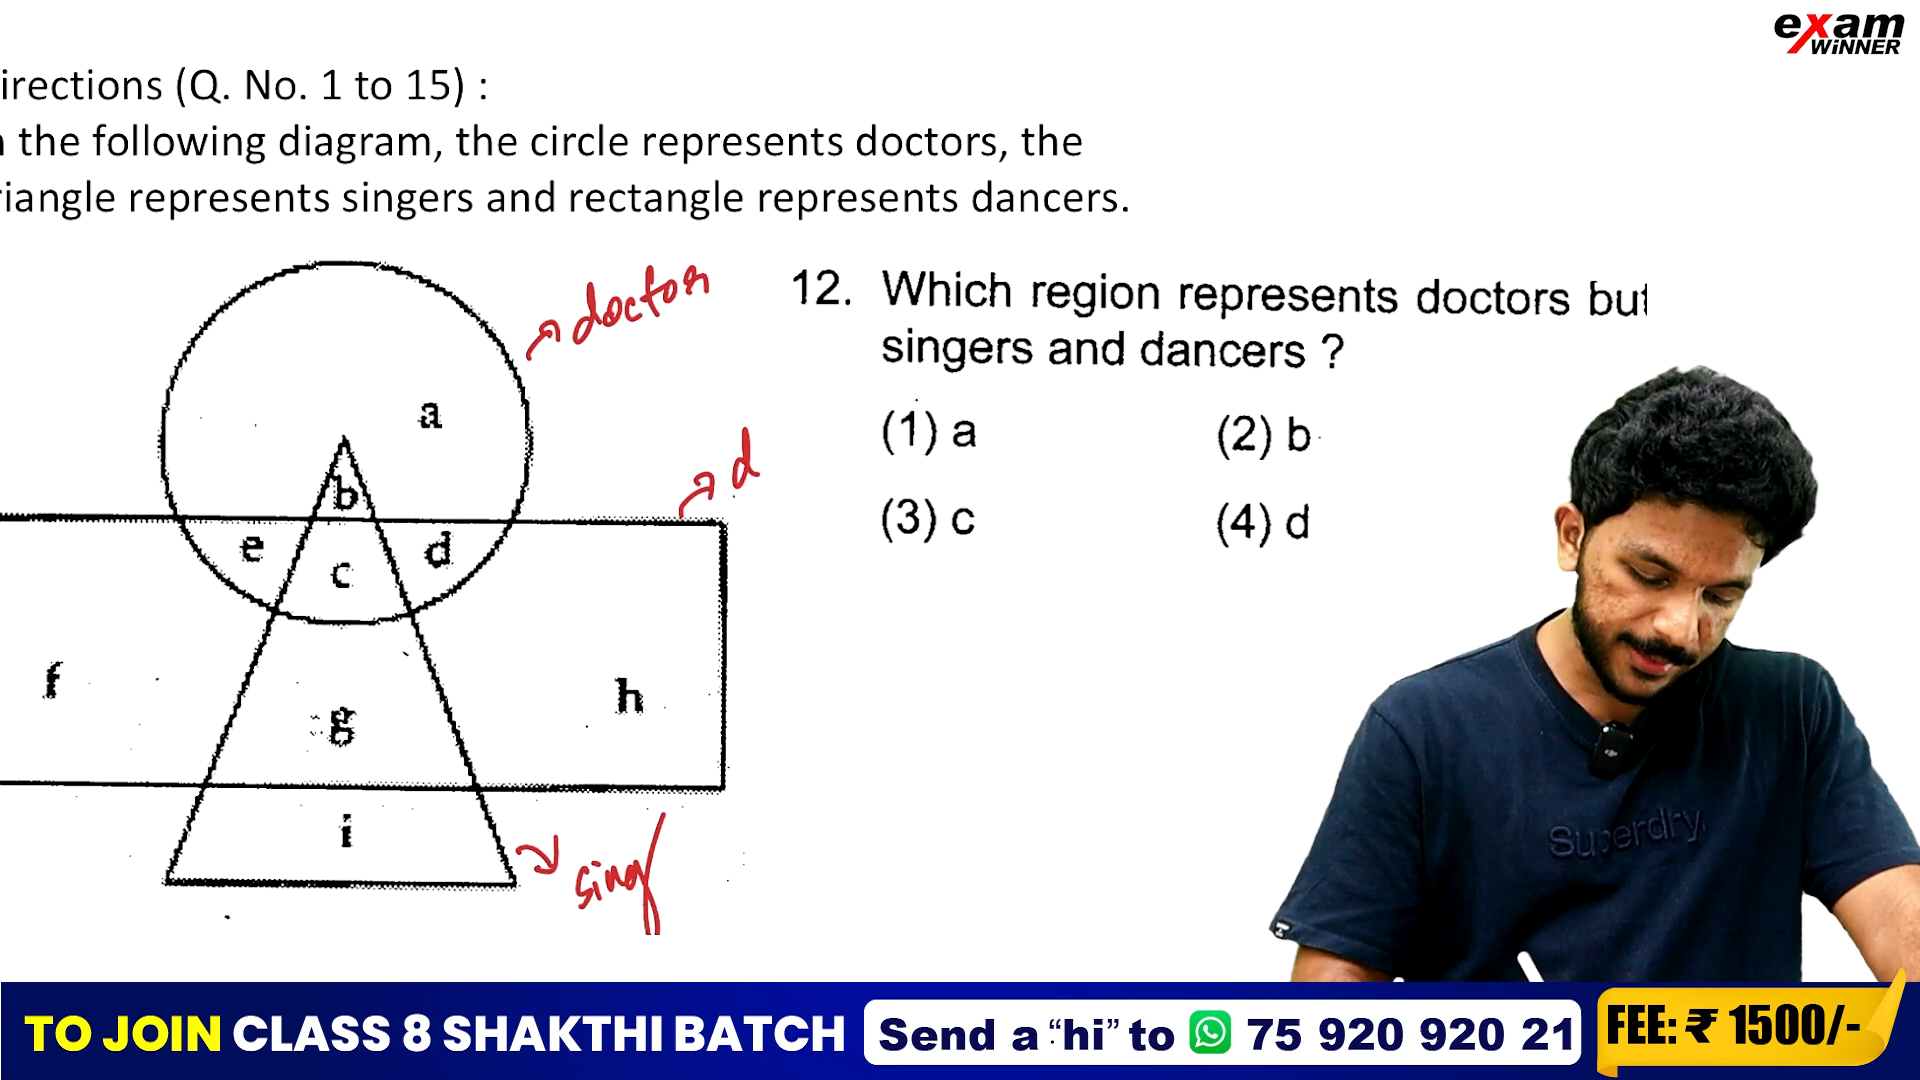 exam
WiNNER
irections (Q. No. 1 to 15) :
the following diagram, the circle represents doctors, the
riangle represents singers and rectangle represents dancers.
doctor
a
d
b
e
c
d
f
g
h
i
sing
12. Which region represents doctors but
singers and dancers ?
(1) a (2) b
(3) c (4) d
Superdry
TO JOIN CLASS 8 SHAKTHI BATCH
Send a “hi” to 75 920 920 21
FEE: ₹ 1500/-